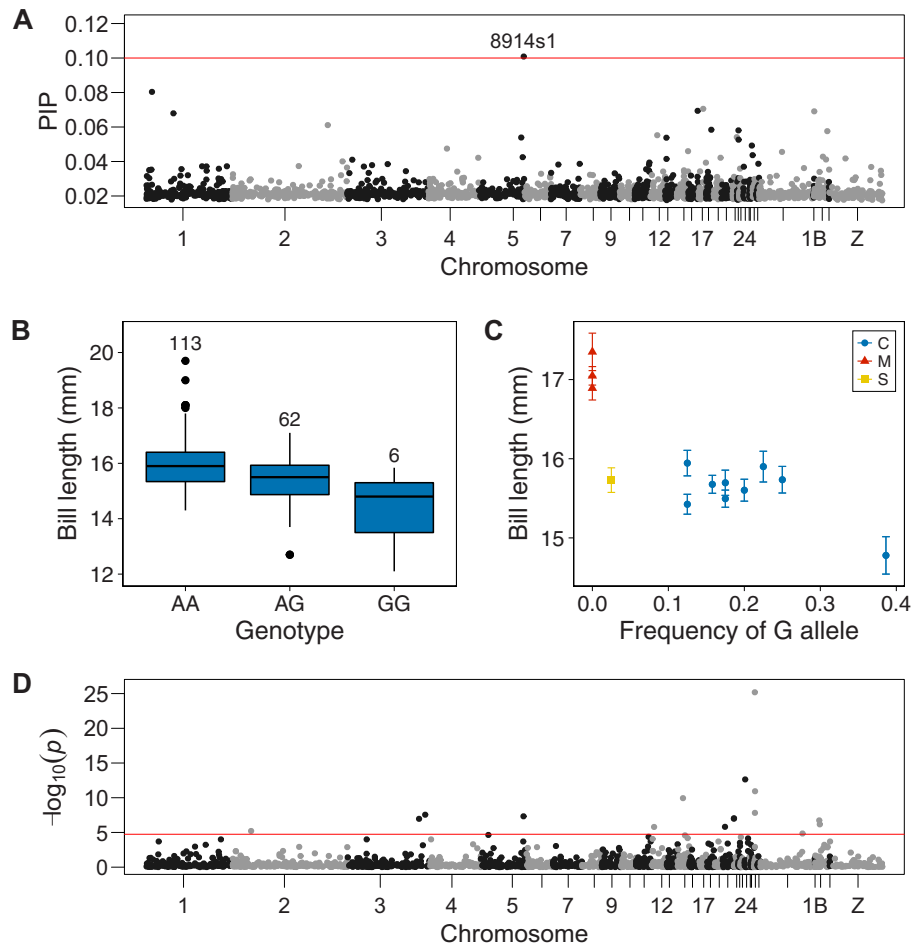 A
PIP
0.12
0.10
0.08
0.06
0.04
0.02
8914s1
1 2 3 4 5 7 9 12 17 24 1B Z
Chromosome
B
Bill length (mm)
20
18
16
14
12
113
62
6
AA AG GG
Genotype
C
Bill length (mm)
17
16
15
C
M
S
0.0 0.1 0.2 0.3 0.4
Frequency of G allele
D
−log10(p)
25
20
15
10
5
0
1 2 3 4 5 7 9 12 17 24 1B Z
Chromosome